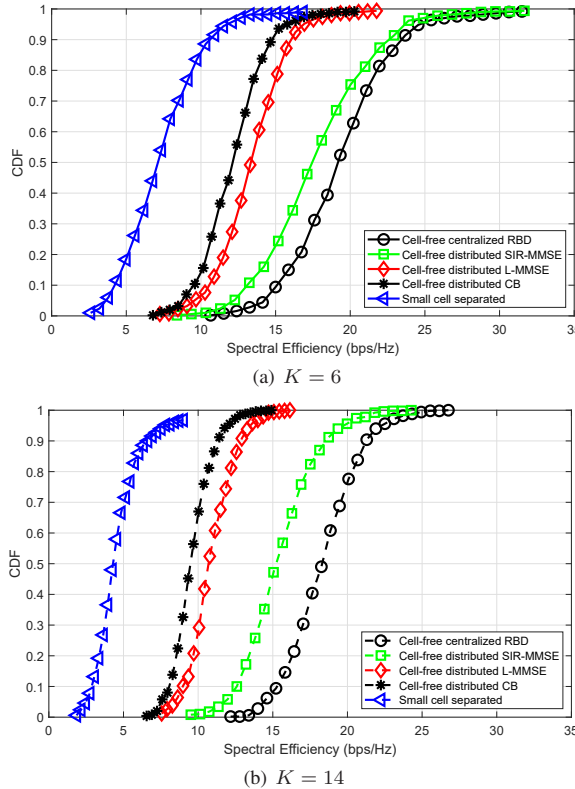 1
0.9
0.8
0.7
0.6
0.5
0.4
0.3
0.2
0.1
0
CDF
Cell-free centralized RBD
Cell-free distributed SIR-MMSE
Cell-free distributed L-MMSE
Cell-free distributed CB
Small cell separated
0 5 10 15 20 25 30 35
Spectral Efficiency (bps/Hz)
(a) K = 6
1
0.9
0.8
0.7
0.6
0.5
0.4
0.3
0.2
0.1
0
CDF
Cell-free centralized RBD
Cell-free distributed SIR-MMSE
Cell-free distributed L-MMSE
Cell-free distributed CB
Small cell separated
0 5 10 15 20 25 30 35
Spectral Efficiency (bps/Hz)
(b) K = 14